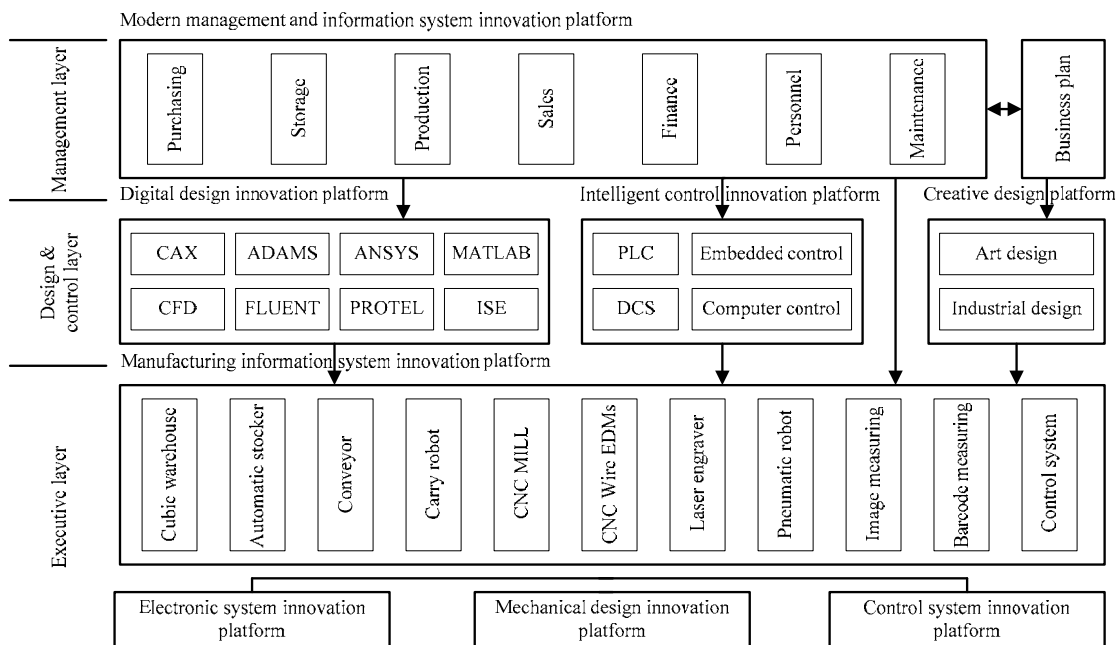 Modern management and information system innovation platform
Management layer
Purchasing
Storage
Production
Sales
Finance
Personnel
Maintenance
Business plan
Digital design innovation platform
Intelligent control innovation platform
Creative design platform
Design &
control layer
CAX
ADAMS
ANSYS
MATLAB
CFD
FLUENT
PROTEL
ISE
PLC
Embedded control
DCS
Computer control
Art design
Industrial design
Manufacturing information system innovation platform
Executive layer
Cubic warehouse
Automatic stocker
Conveyor
Carry robot
CNC MILL
CNC Wire EDMs
Laser engraver
Pneumatic robot
Image measuring
Barcode measuring
Control system
Electronic system innovation
platform
Mechanical design innovation
platform
Control system innovation
platform